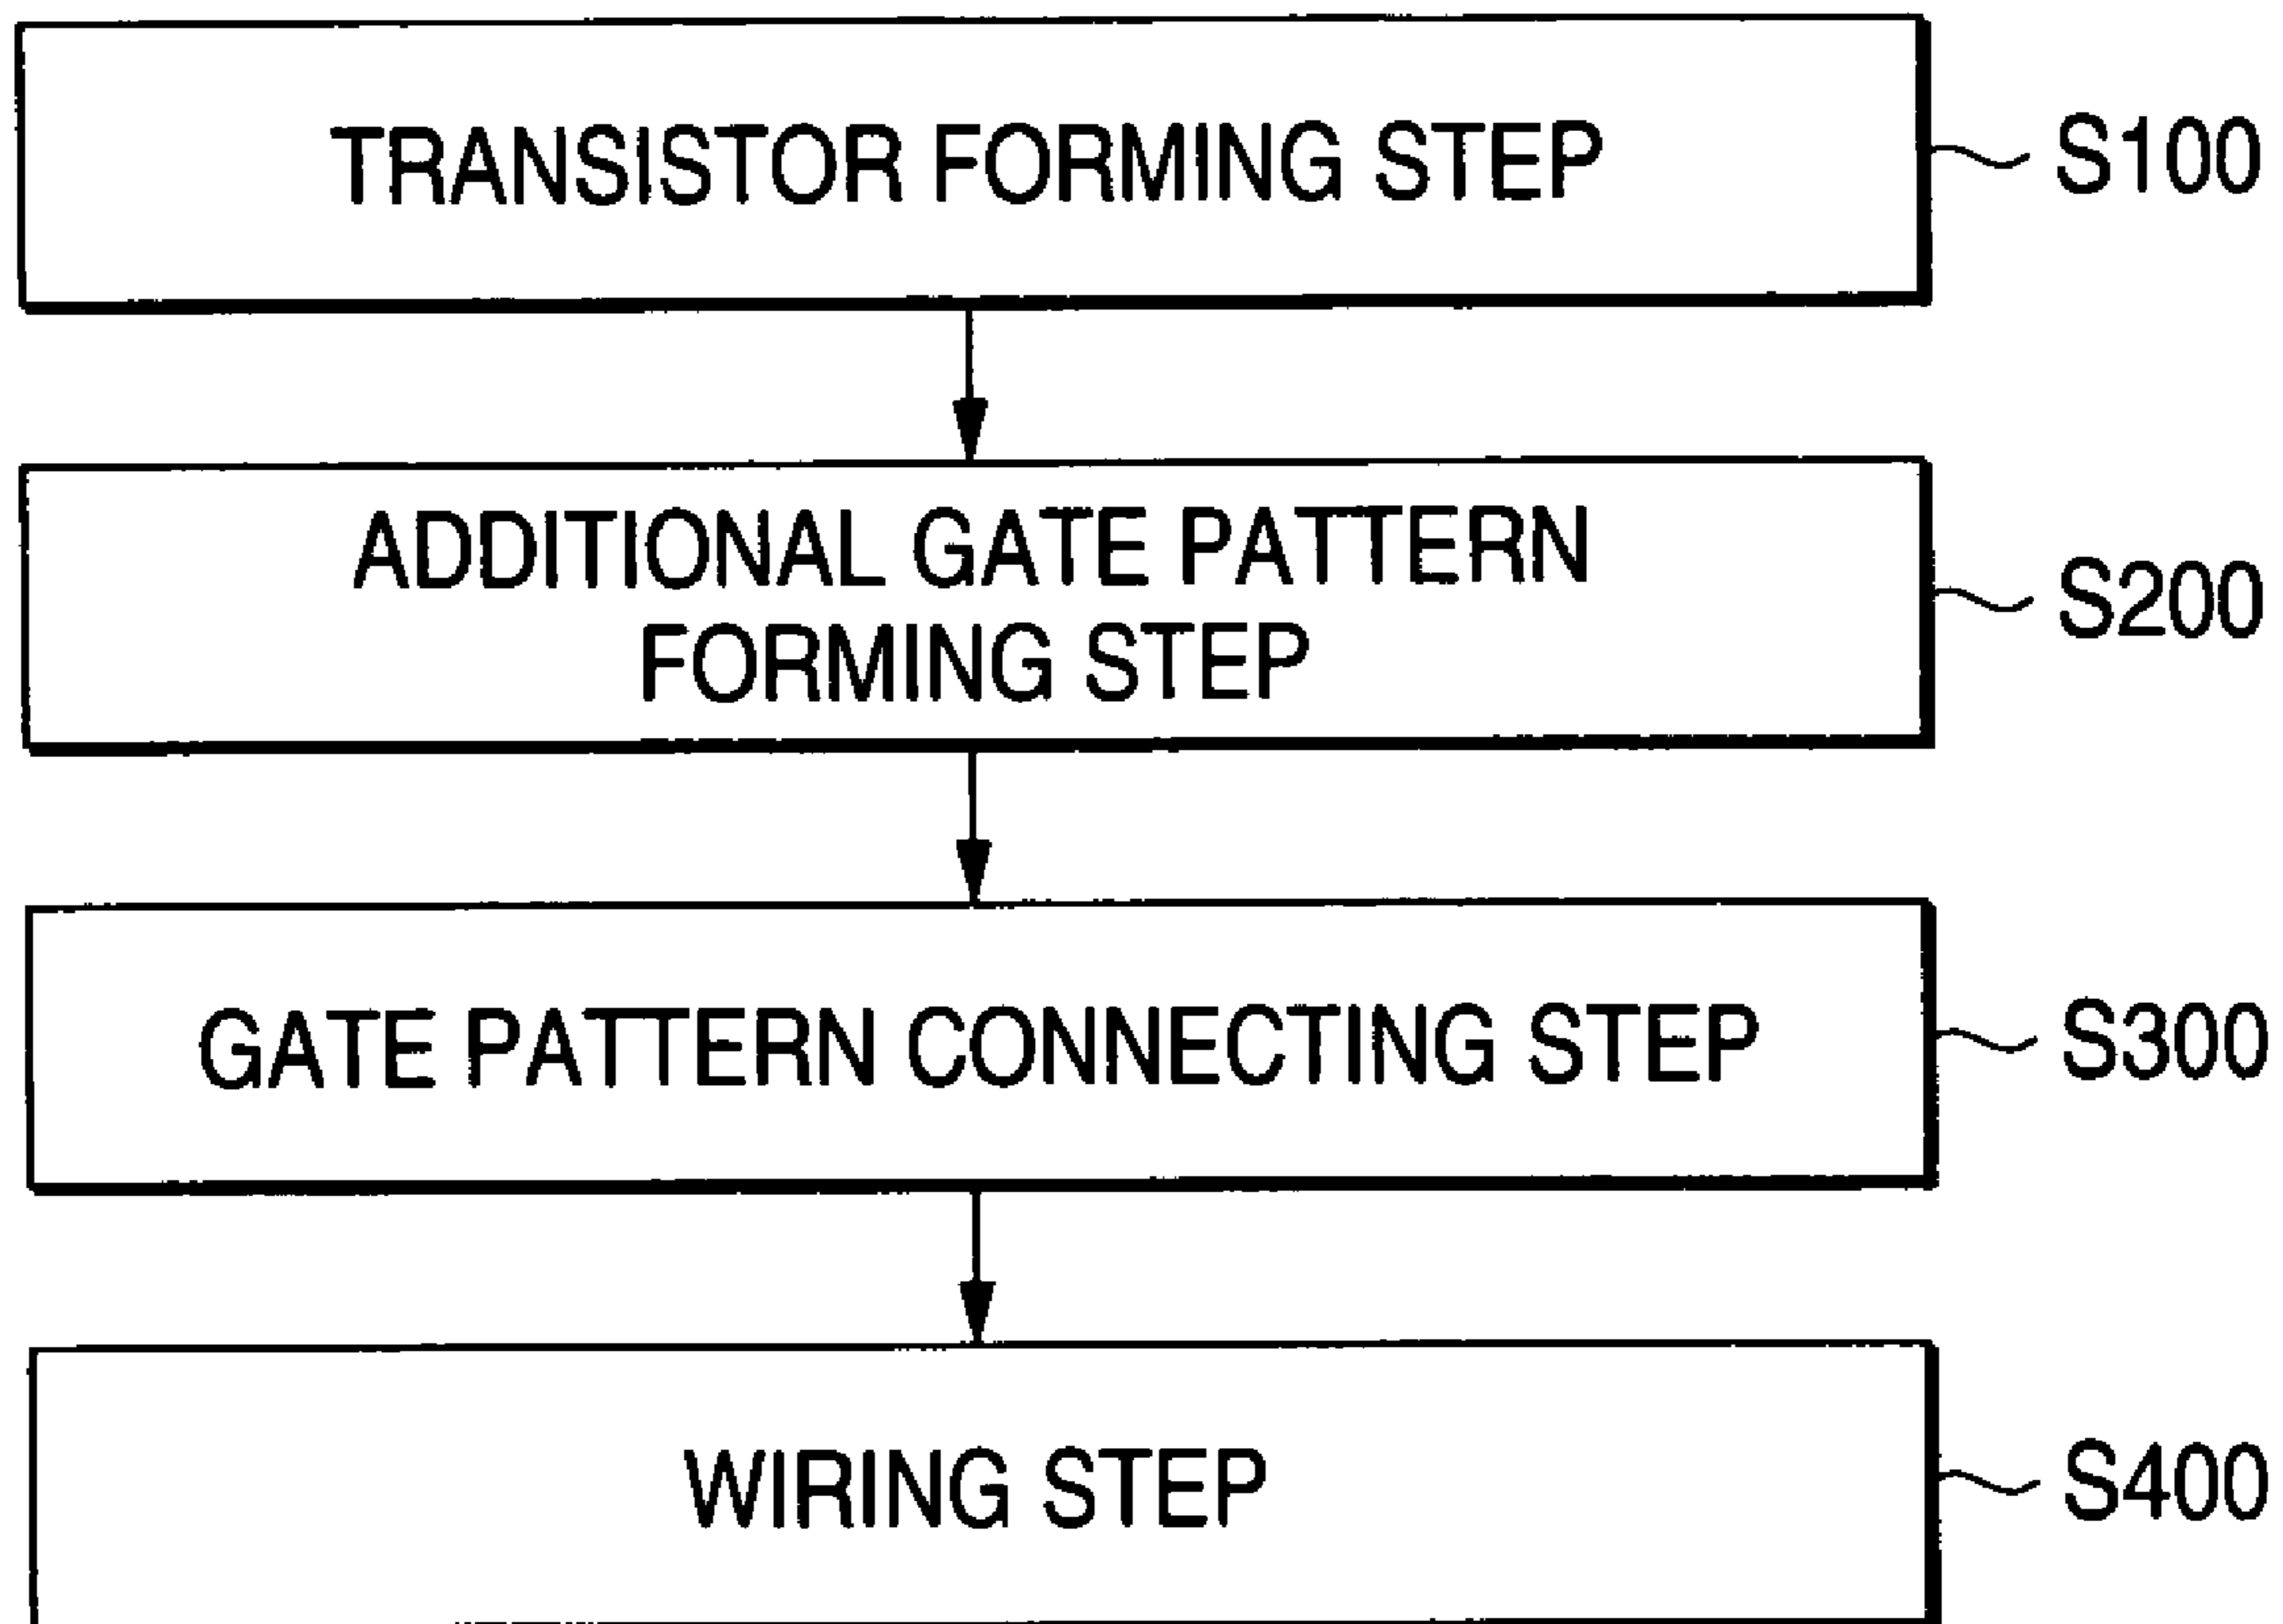 TRANSISTOR FORMING STEP
S100
ADDITIONAL GATE PATTERN
FORMING STEP
S200
GATE PATTERN CONNECTING STEP
S300
WIRING STEP
S400